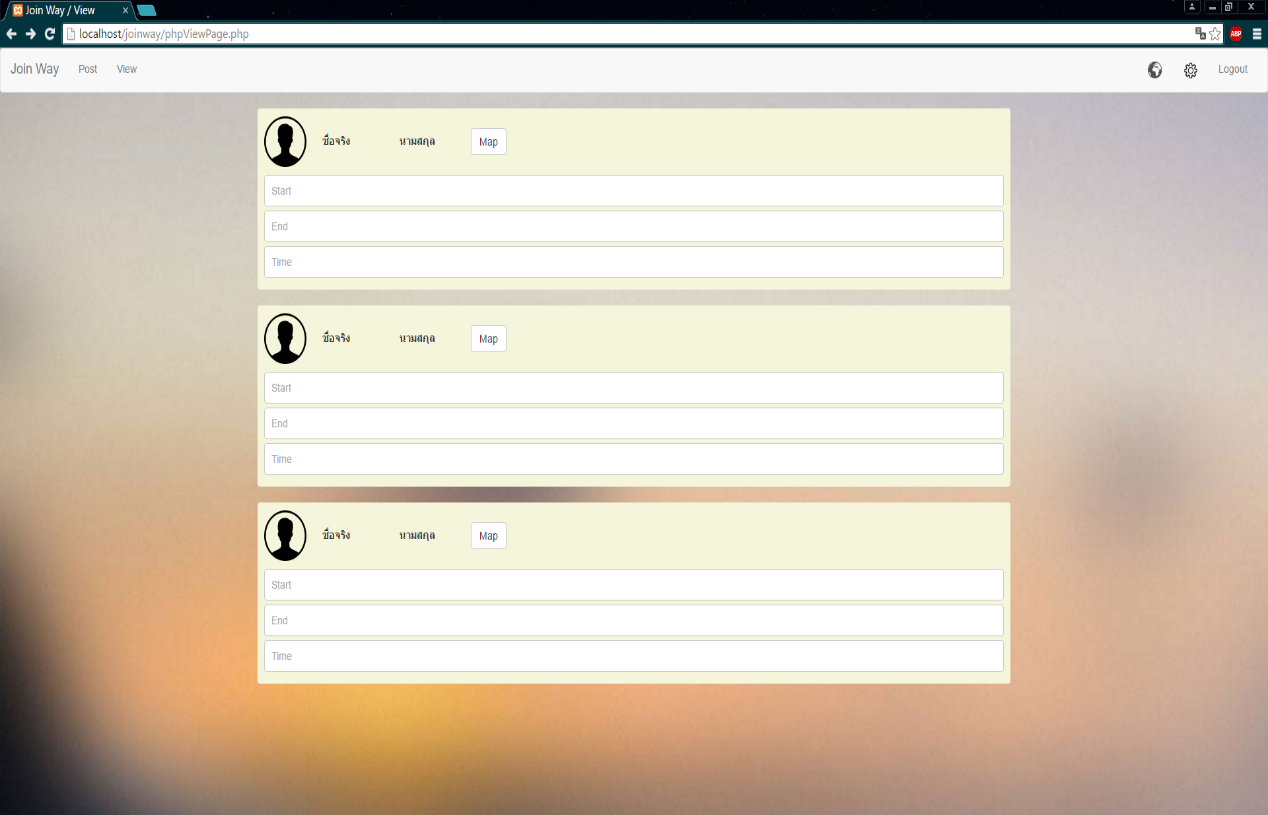 Join Way / View
localhost/joinway/phpViewPage.php
ABP
Join Way Post View Logout
ชื่อจริง นามสกุล Map
Start
End
Time
ชื่อจริง นามสกุล Map
Start
End
Time
ชื่อจริง นามสกุล Map
Start
End
Time